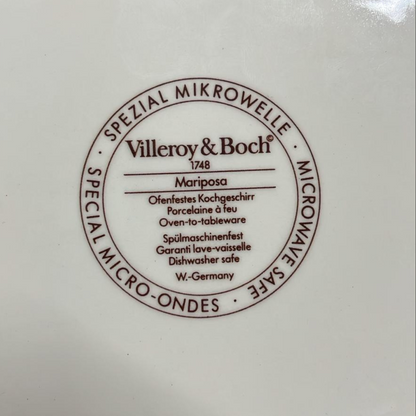 · SPEZIAL MIKROWELLE · MICROWAVE SAFE · SPECIAL MICRO-ONDES
Villeroy & Boch©
1748
Mariposa
Ofenfestes Kochgeschirr
Porcelaine à feu
Oven-to-tableware
Spülmaschinenfest
Garanti lave-vaisselle
Dishwasher safe
W.-Germany